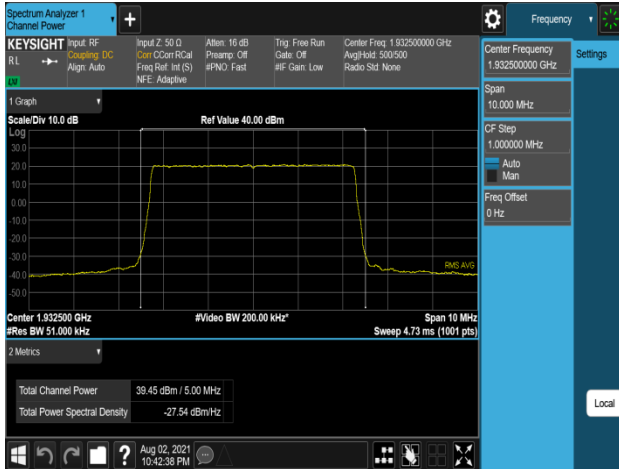 Spectrum Analyzer 1
Channel Power
+
Frequency
KEYSIGHT
RL
LV
Input: RF
Coupling: DC
Align: Auto
Input Z: 50 Ω
Corr CCorr RCal
Freq Ref: Int (S)
NFE: Adaptive
Atten: 16 dB
Preamp: Off
#PNO: Fast
Trig: Free Run
Gate: Off
#IF Gain: Low
Center Freq: 1.932500000 GHz
Avg|Hold: 500/500
Radio Std: None
Center Frequency
1.932500000 GHz
Settings
Span
10.000 MHz
CF Step
1.000000 MHz
Auto
Man
Freq Offset
0 Hz
Local
1 Graph
Scale/Div 10.0 dB
Ref Value 40.00 dBm
Log
30.0
20.0
10.0
0.00
-10.0
-20.0
-30.0
-40.0
-50.0
RMS AVG
Center 1.932500 GHz
#Video BW 200.00 kHz*
Span 10 MHz
#Res BW 51.000 kHz
Sweep 4.73 ms (1001 pts)
2 Metrics
Total Channel Power 39.45 dBm / 5.00 MHz
Total Power Spectral Density -27.54 dBm/Hz
?
Aug 02, 2021
10:42:38 PM